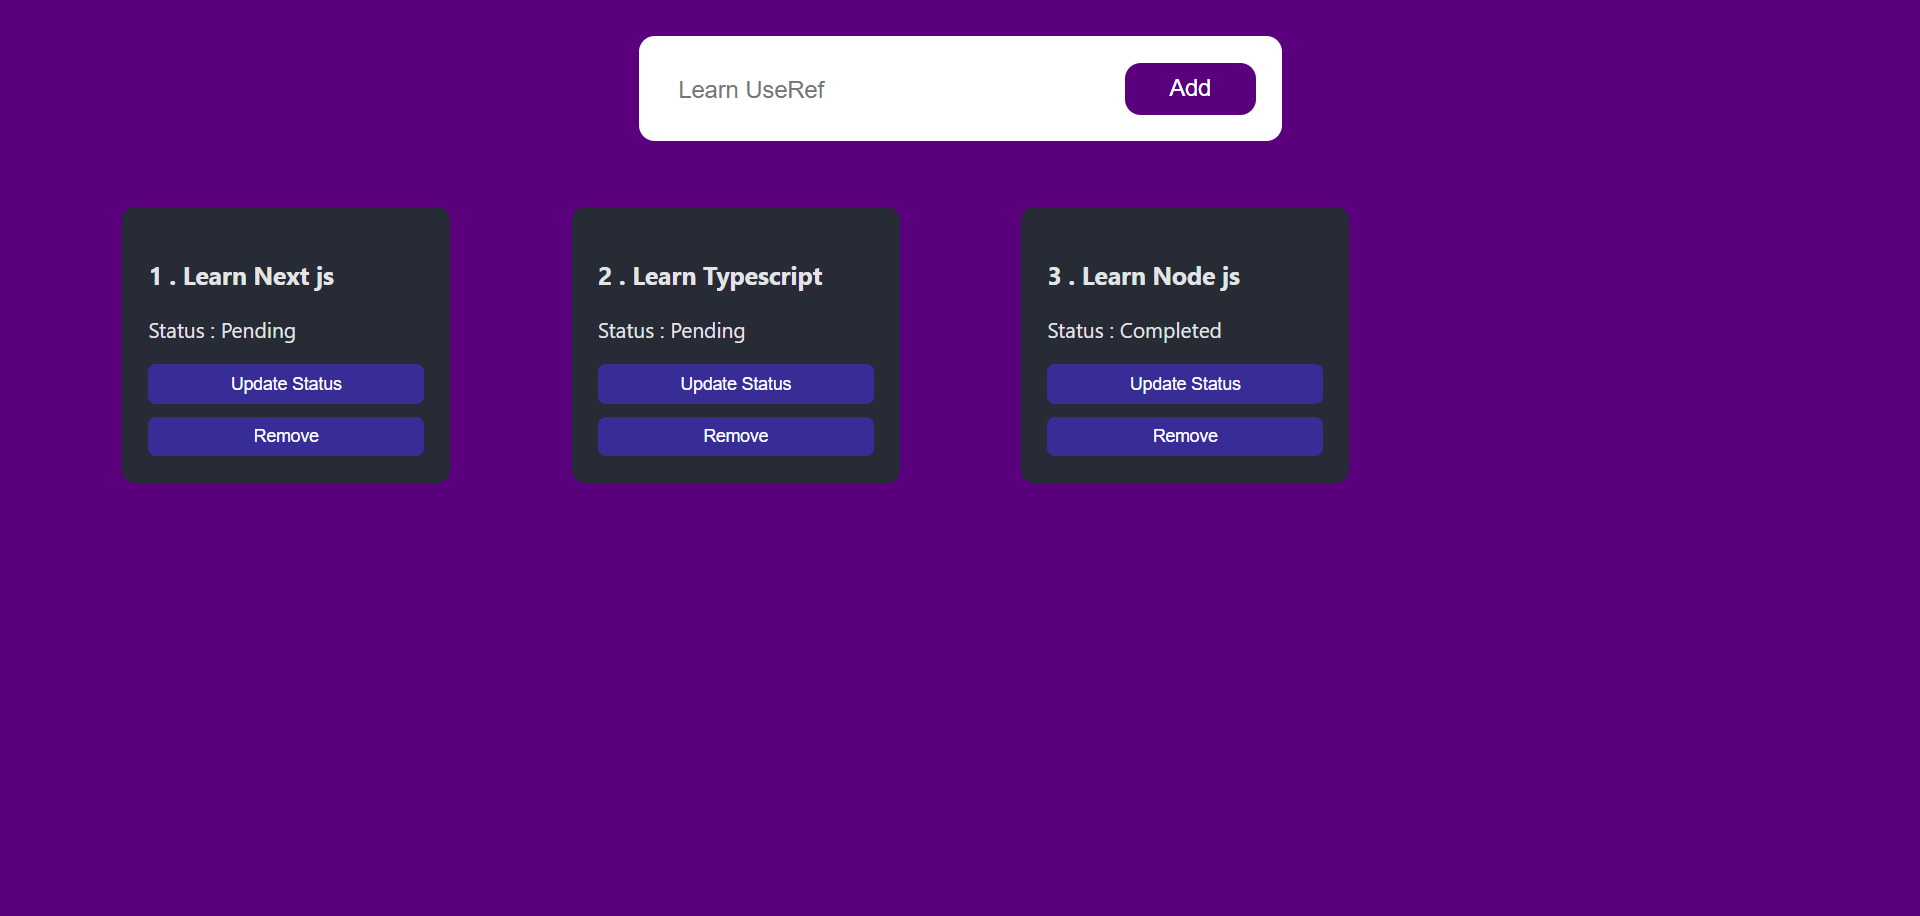 Learn UseRef
Add
1 . Learn Next js
Status : Pending
Update Status
Remove
2 . Learn Typescript
Status : Pending
Update Status
Remove
3 . Learn Node js
Status : Completed
Update Status
Remove